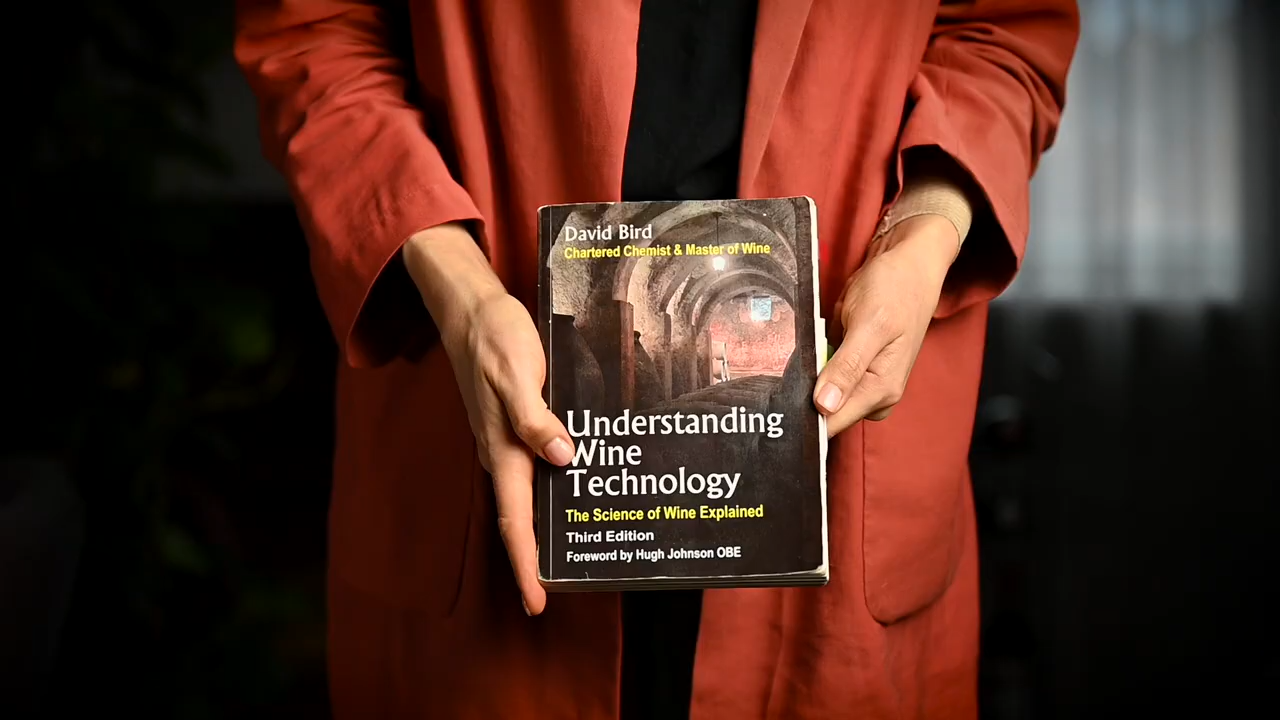 David Bird
Chartered Chemist & Master of Wine
Understanding
Wine
Technology
The Science of Wine Explained
Third Edition
Foreword by Hugh Johnson OBE